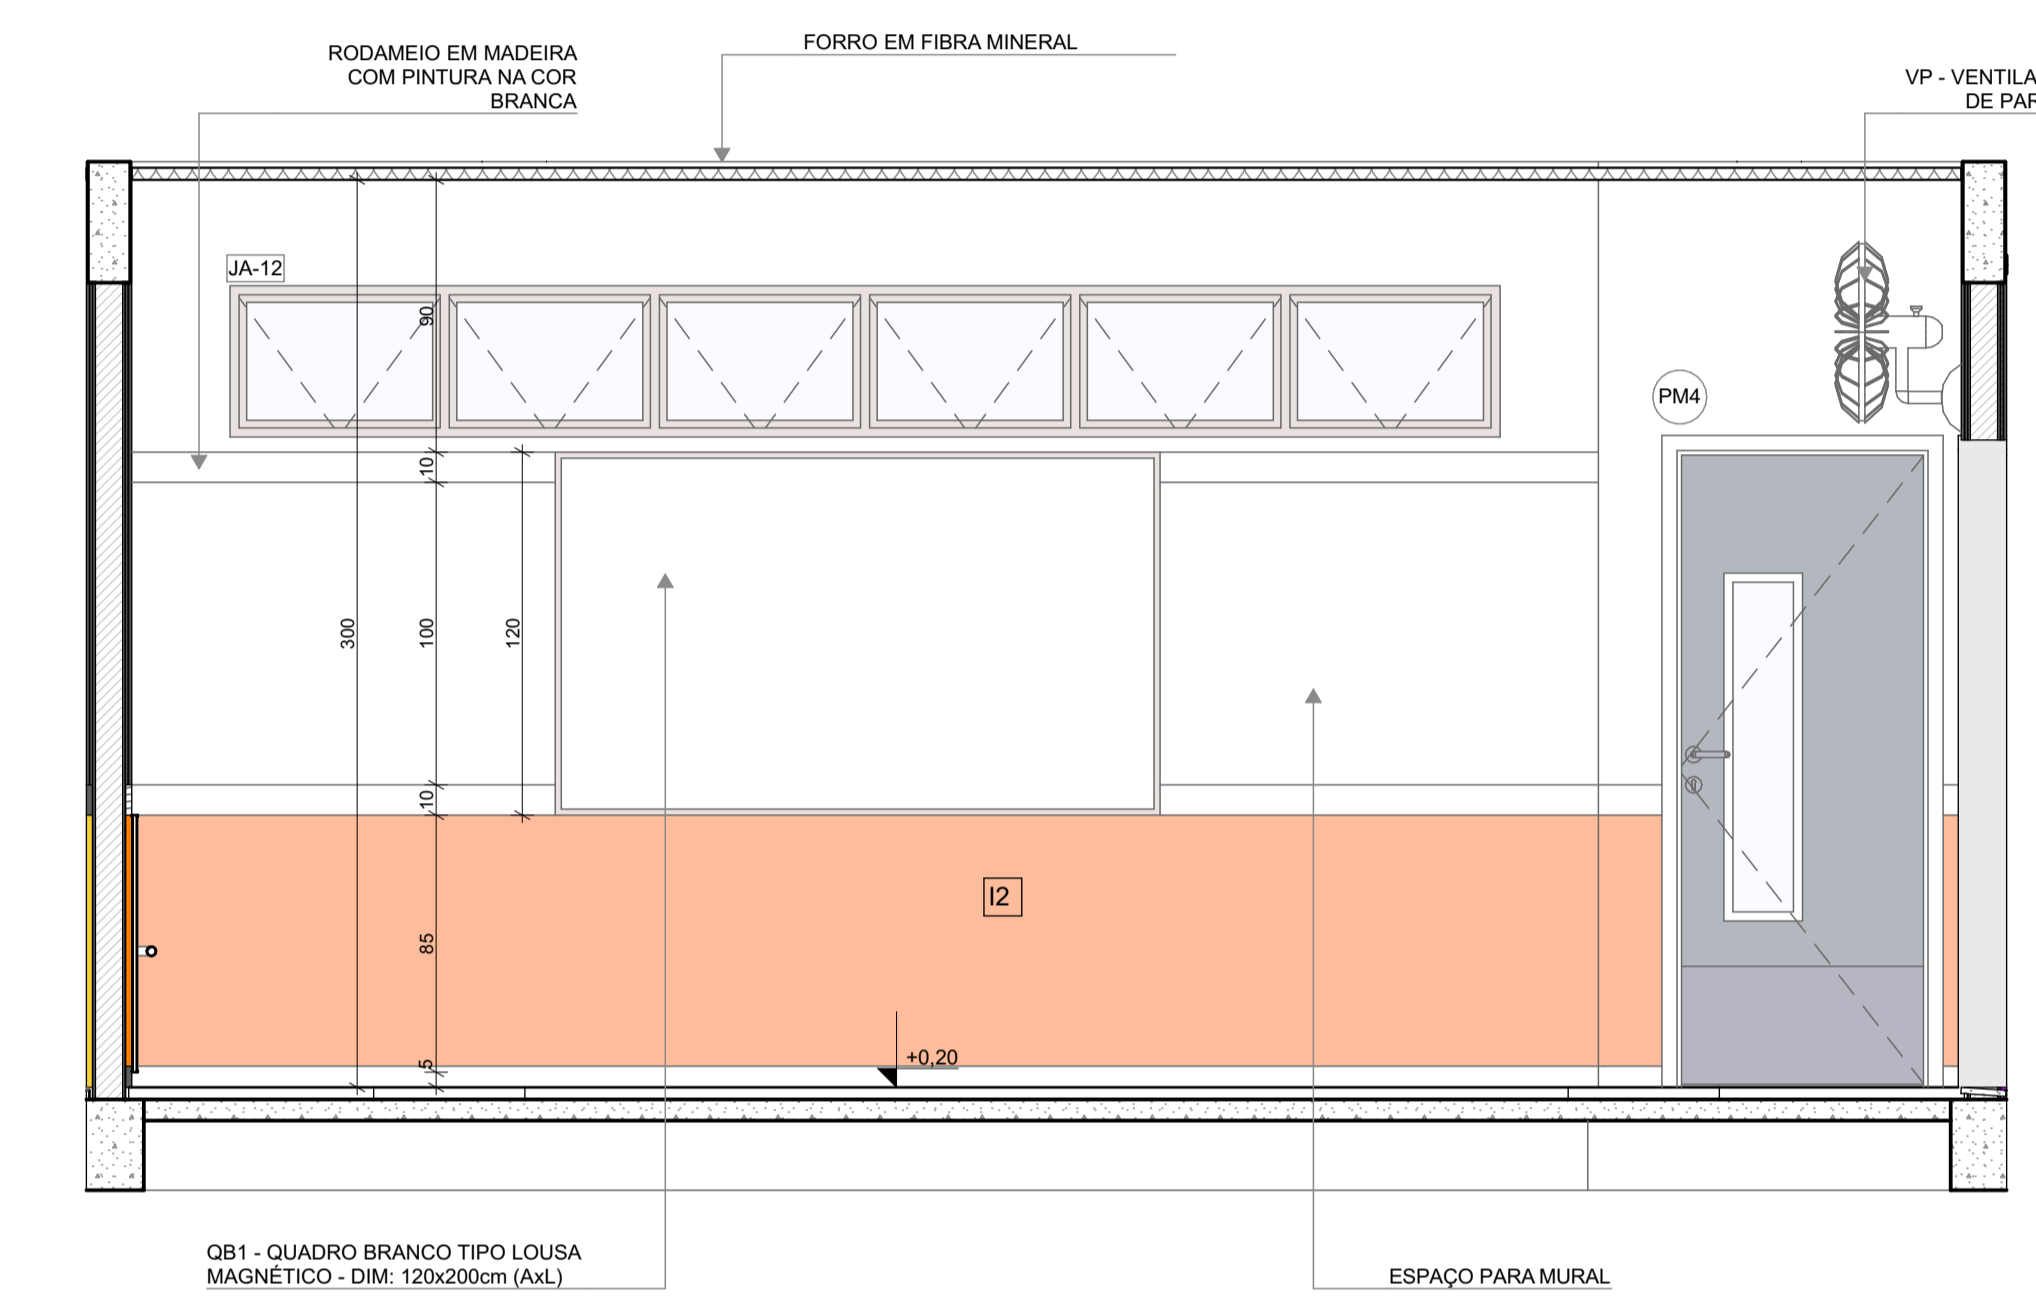 RODAMEIO EM MADEIRA
COM PINTURA NA COR
BRANCA
FORRO EM FIBRA MINERAL
VP - VENTILA
DE PAR
JA-12
90
PM4
10
300
100
120
10
I2
85
+0,20
5
QB1 - QUADRO BRANCO TIPO LOUSA
MAGNÉTICO - DIM: 120x200cm (AxL)
ESPAÇO PARA MURAL